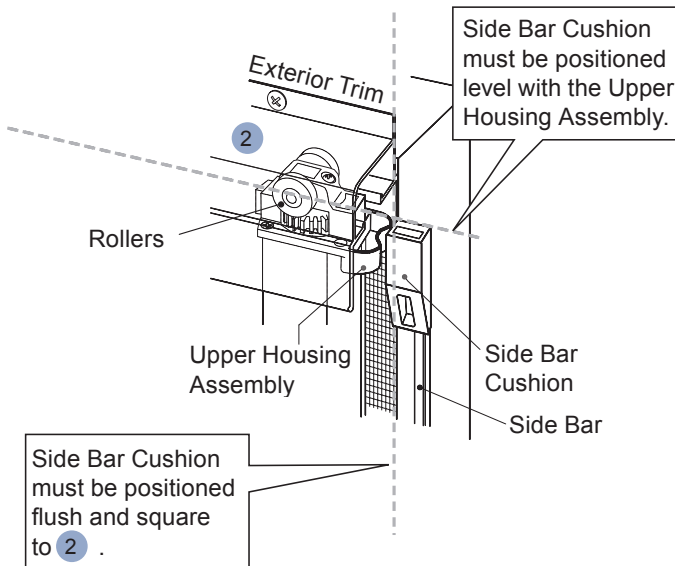 Side Bar Cushion
must be positioned
level with the Upper
Housing Assembly.
Exterior Trim
2
Rollers
Upper Housing
Assembly
Side Bar
Cushion
Side Bar
Side Bar Cushion
must be positioned
flush and square
to 2 .